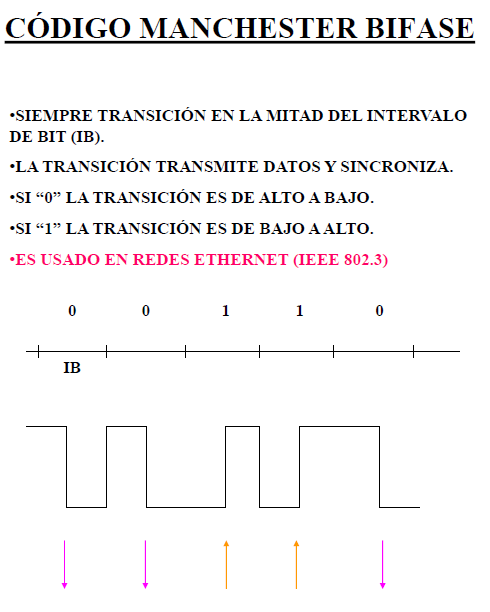 CÓDIGO MANCHESTER BIFASE
•SIEMPRE TRANSICIÓN EN LA MITAD DEL INTERVALO
DE BIT (IB).
•LA TRANSICIÓN TRANSMITE DATOS Y SINCRONIZA.
•SI “0” LA TRANSICIÓN ES DE ALTO A BAJO.
•SI “1” LA TRANSICIÓN ES DE BAJO A ALTO.
•ES USADO EN REDES ETHERNET (IEEE 802.3)
0 0 1 1 0
IB